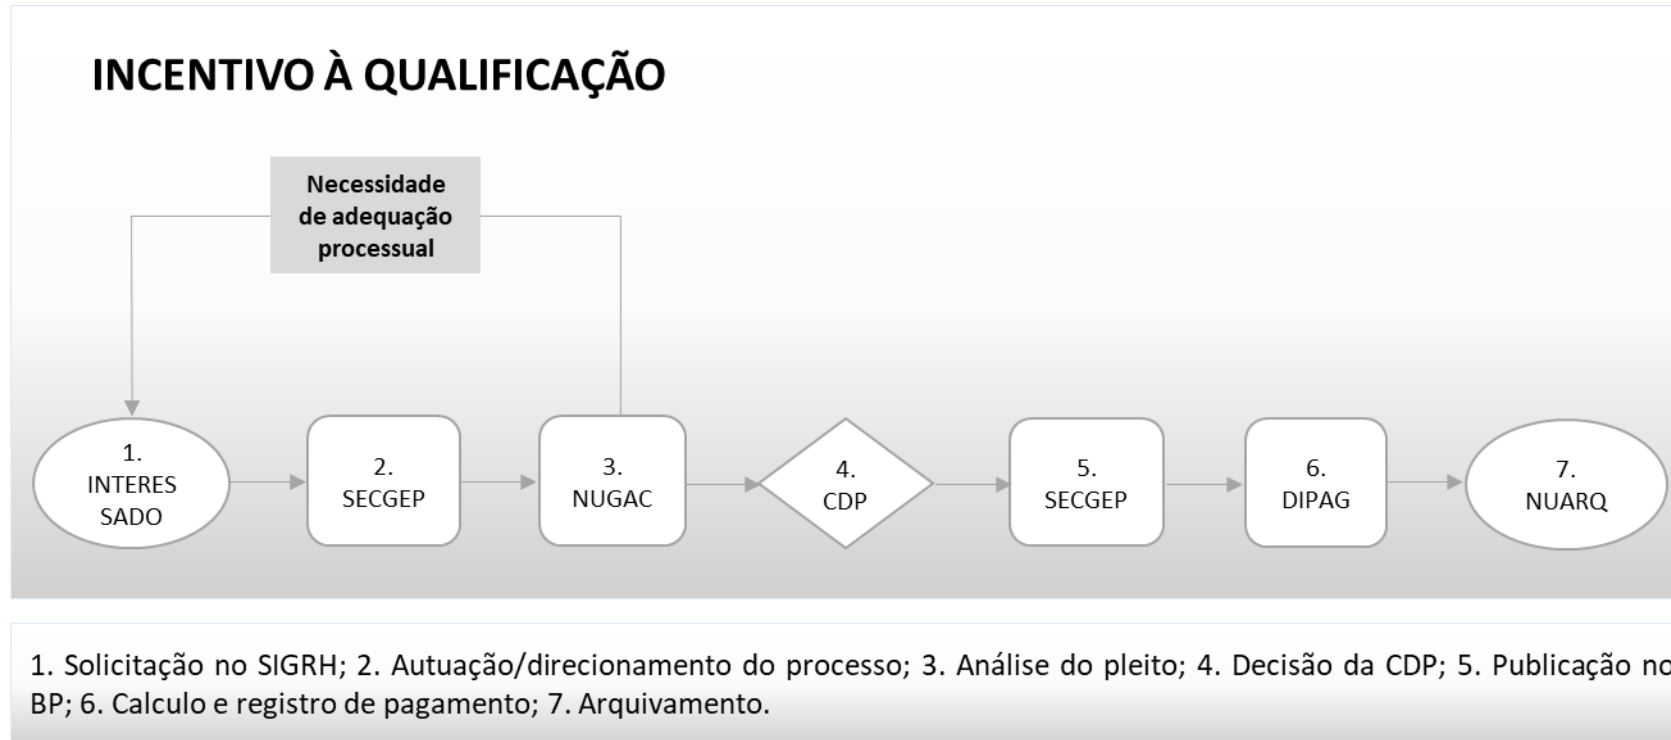 INCENTIVO À QUALIFICAÇÃO
Necessidade
de adequação
processual
1.
INTERES
SADO
2.
SECGEP
3.
NUGAC
4.
CDP
5.
SECGEP
6.
DIPAG
7.
NUARQ
1. Solicitação no SIGRH; 2. Autuação/direcionamento do processo; 3. Análise do pleito; 4. Decisão da CDP; 5. Publicação no
BP; 6. Calculo e registro de pagamento; 7. Arquivamento.